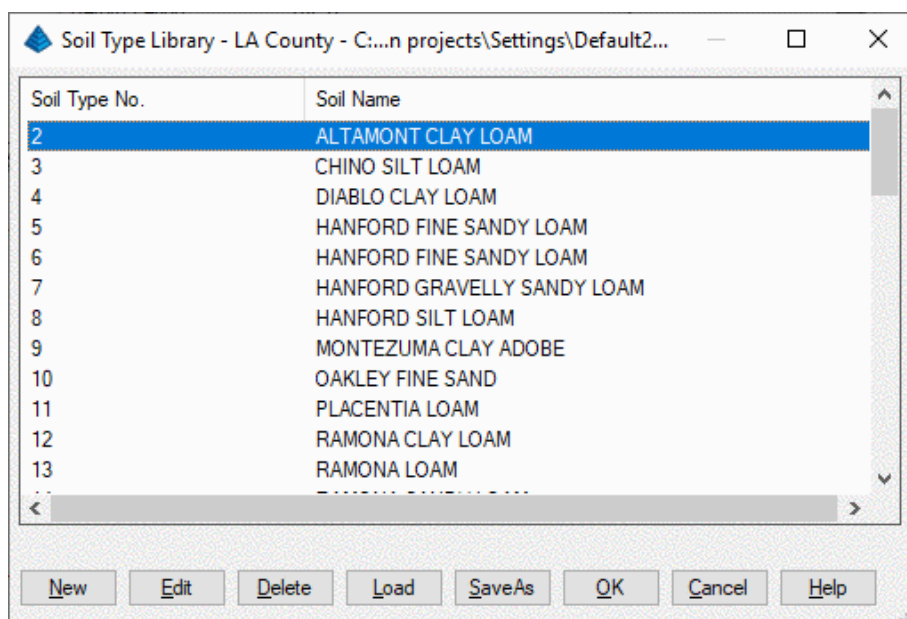 Soil Type Library - LA County - C:...n projects\Settings\Default2...
Soil Type No. Soil Name
2 ALTAMONT CLAY LOAM
3 CHINO SILT LOAM
4 DIABLO CLAY LOAM
5 HANFORD FINE SANDY LOAM
6 HANFORD FINE SANDY LOAM
7 HANFORD GRAVELLY SANDY LOAM
8 HANFORD SILT LOAM
9 MONTEZUMA CLAY ADOBE
10 OAKLEY FINE SAND
11 PLACENTIA LOAM
12 RAMONA CLAY LOAM
13 RAMONA LOAM
New Edit Delete Load SaveAs OK Cancel Help